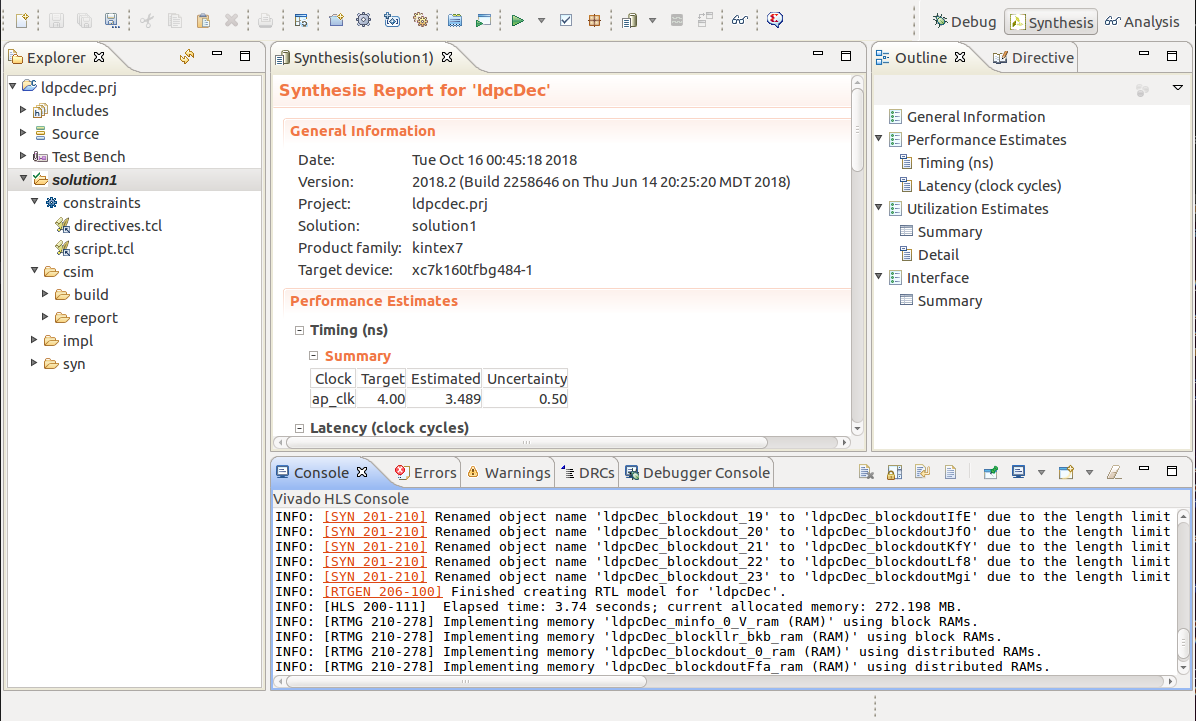 Debug
Synthesis
Analysis
Explorer
ldpcdec.prj
Includes
Source
Test Bench
solution1
constraints
directives.tcl
script.tcl
csim
build
report
impl
syn
Synthesis(solution1)
Synthesis Report for 'ldpcDec'
General Information
Date: Tue Oct 16 00:45:18 2018
Version: 2018.2 (Build 2258646 on Thu Jun 14 20:25:20 MDT 2018)
Project: ldpcdec.prj
Solution: solution1
Product family: kintex7
Target device: xc7k160tfbg484-1
Performance Estimates
Timing (ns)
Summary
Clock Target Estimated Uncertainty
ap_clk 4.00 3.489 0.50
Latency (clock cycles)
Outline
Directive
General Information
Performance Estimates
Timing (ns)
Latency (clock cycles)
Utilization Estimates
Summary
Detail
Interface
Summary
Console Errors Warnings DRCs Debugger Console
Vivado HLS Console
INFO: [SYN 201-210] Renamed object name 'ldpcDec_blockdout_19' to 'ldpcDec_blockdoutIfE' due to the length limit
INFO: [SYN 201-210] Renamed object name 'ldpcDec_blockdout_20' to 'ldpcDec_blockdoutJfO' due to the length limit
INFO: [SYN 201-210] Renamed object name 'ldpcDec_blockdout_21' to 'ldpcDec_blockdoutKfY' due to the length limit
INFO: [SYN 201-210] Renamed object name 'ldpcDec_blockdout_22' to 'ldpcDec_blockdoutLf8' due to the length limit
INFO: [SYN 201-210] Renamed object name 'ldpcDec_blockdout_23' to 'ldpcDec_blockdoutMgi' due to the length limit
INFO: [RTGEN 206-100] Finished creating RTL model for 'ldpcDec'.
INFO: [HLS 200-111]  Elapsed time: 3.74 seconds; current allocated memory: 272.198 MB.
INFO: [RTMG 210-278] Implementing memory 'ldpcDec_minfo_0_V_ram (RAM)' using block RAMs.
INFO: [RTMG 210-278] Implementing memory 'ldpcDec_blockllr_bkb_ram (RAM)' using block RAMs.
INFO: [RTMG 210-278] Implementing memory 'ldpcDec_blockdout_0_ram (RAM)' using distributed RAMs.
INFO: [RTMG 210-278] Implementing memory 'ldpcDec_blockdoutFfa_ram (RAM)' using distributed RAMs.